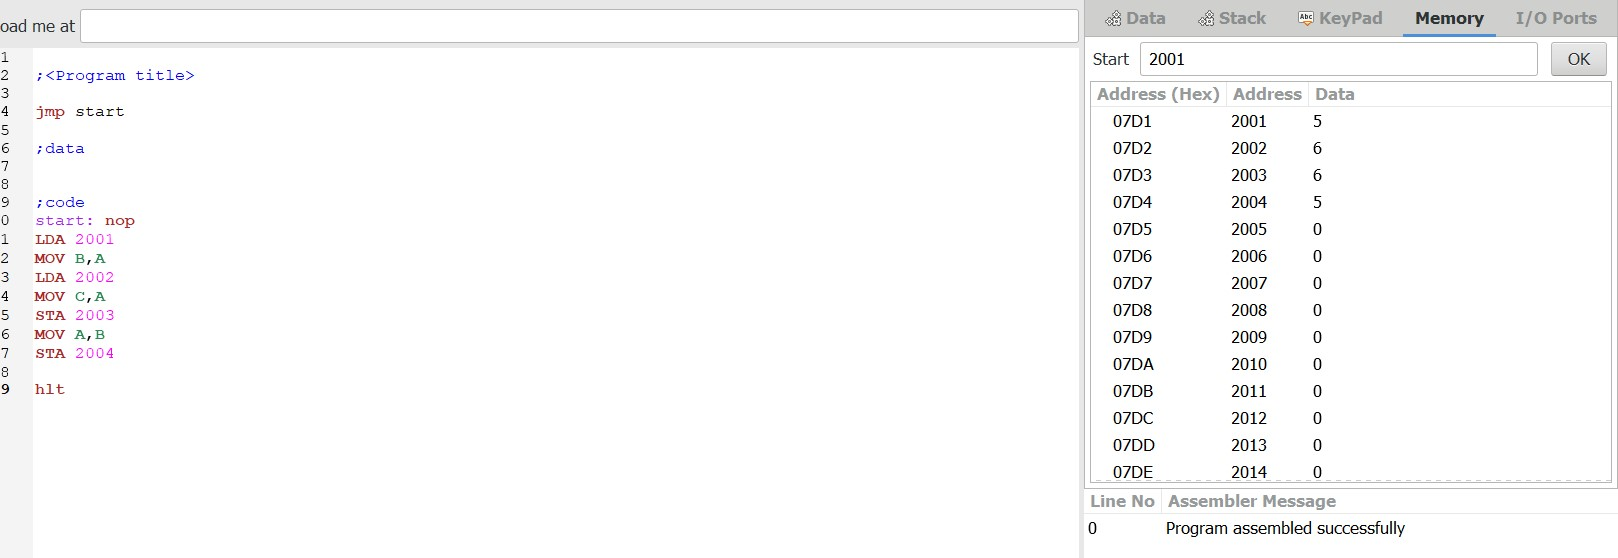 oad me at
1
2 ;<Program title>
3
4 jmp start
5
6 ;data
7
8
9 ;code
0 start: nop
1 LDA 2001
2 MOV B,A
3 LDA 2002
4 MOV C,A
5 STA 2003
6 MOV A,B
7 STA 2004
8
9 hlt
Data Stack Abc KeyPad Memory I/O Ports
Start 2001 OK
Address (Hex) Address Data
07D1 2001 5
07D2 2002 6
07D3 2003 6
07D4 2004 5
07D5 2005 0
07D6 2006 0
07D7 2007 0
07D8 2008 0
07D9 2009 0
07DA 2010 0
07DB 2011 0
07DC 2012 0
07DD 2013 0
07DE 2014 0
Line No Assembler Message
0 Program assembled successfully